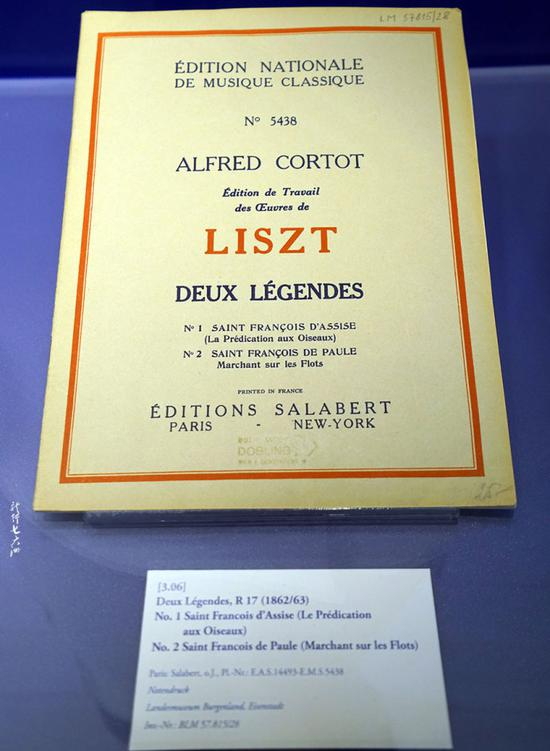 LM 57815/28
ÉDITION NATIONALE
DE MUSIQUE CLASSIQUE
No 5438
ALFRED CORTOT
Édition de Travail
des Œuvres de
LISZT
DEUX LÉGENDES
No 1 SAINT FRANÇOIS D'ASSISE
(La Prédication aux Oiseaux)
No 2 SAINT FRANÇOIS DE PAULE
Marchant sur les Flots
PRINTED IN FRANCE
ÉDITIONS SALABERT
PARIS - NEW-YORK
DOBLINGER
[3.06]
Deux Légendes, R 17 (1862/63)
No. 1 Saint Francois d'Assise (Le Prédication
aux Oiseaux)
No. 2 Saint Francois de Paule (Marchant sur les Flots)
Paris: Salabert, o.J., Pl.-Nr.: E.A.S.14493-E.M.S.5438
Notendruck
Landesmuseum Burgenland, Eisenstadt
Inv.-Nr.: BLM 57.815/28